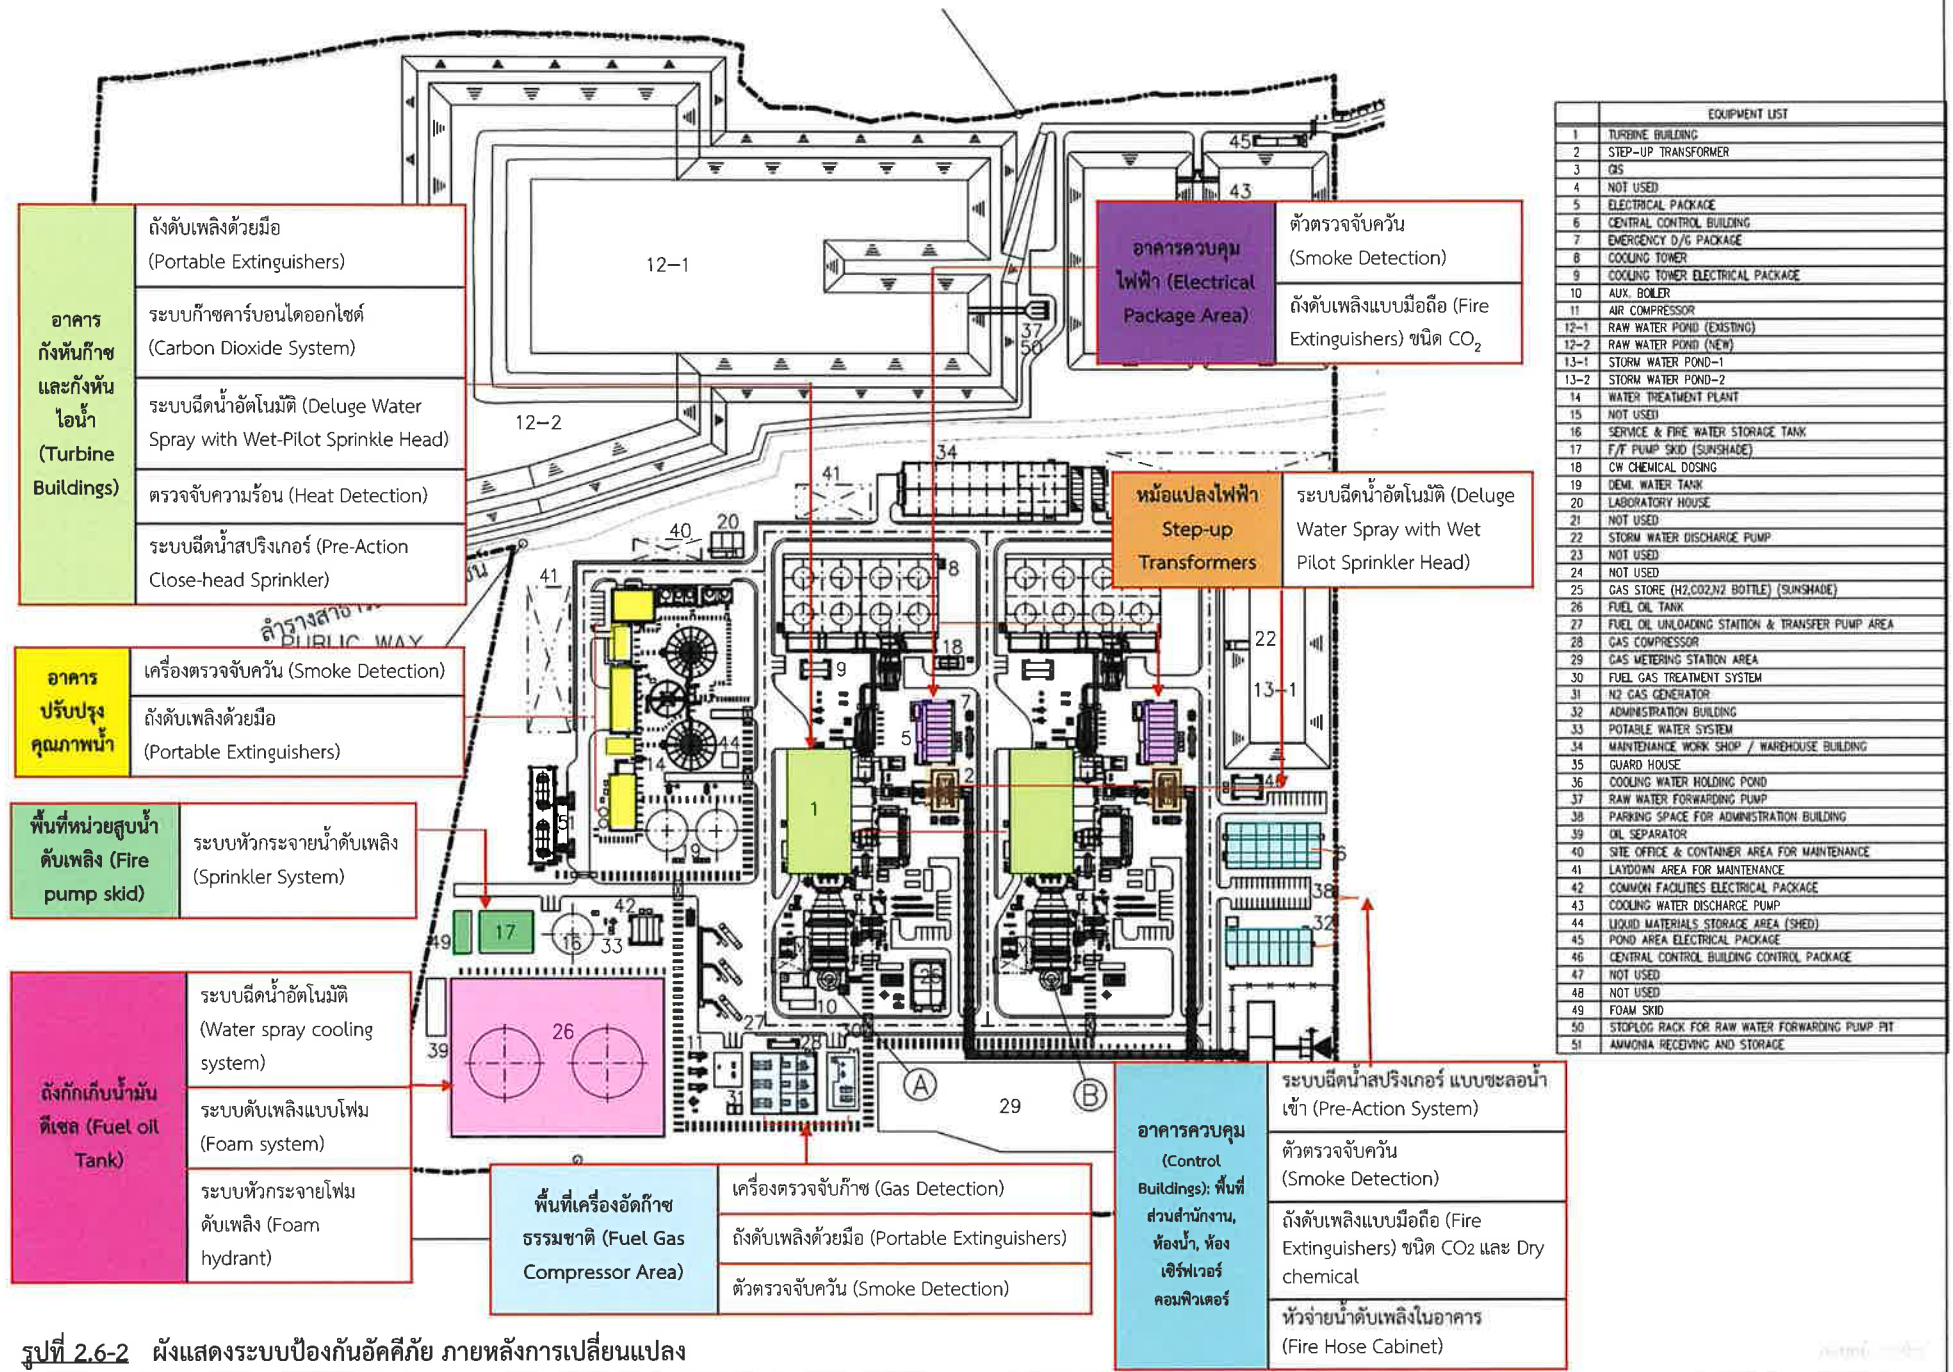 อาคาร
กังหันก๊าซ
และกังหัน
ไอน้ำ
(Turbine
Buildings)
ถังดับเพลิงด้วยมือ
(Portable Extinguishers)
ระบบก๊าซคาร์บอนไดออกไซด์
(Carbon Dioxide System)
ระบบฉีดน้ำอัตโนมัติ (Deluge Water
Spray with Wet-Pilot Sprinkle Head)
ตรวจจับความร้อน (Heat Detection)
ระบบฉีดน้ำสปริงเกอร์ (Pre-Action
Close-head Sprinkler)
อาคาร
ปรับปรุง
คุณภาพน้ำ
เครื่องตรวจจับควัน (Smoke Detection)
ถังดับเพลิงด้วยมือ
(Portable Extinguishers)
พื้นที่หน่วยสูบน้ำ
ดับเพลิง (Fire
pump skid)
ระบบหัวกระจายน้ำดับเพลิง
(Sprinkler System)
ถังกักเก็บน้ำมัน
ดีเซล (Fuel oil
Tank)
ระบบฉีดน้ำอัตโนมัติ
(Water spray cooling
system)
ระบบดับเพลิงแบบโฟม
(Foam system)
ระบบหัวกระจายโฟม
ดับเพลิง (Foam
hydrant)
พื้นที่เครื่องอัดก๊าซ
ธรรมชาติ (Fuel Gas
Compressor Area)
เครื่องตรวจจับก๊าซ (Gas Detection)
ถังดับเพลิงด้วยมือ (Portable Extinguishers)
ตัวตรวจจับควัน (Smoke Detection)
อาคารควบคุม
ไฟฟ้า (Electrical
Package Area)
ตัวตรวจจับควัน
(Smoke Detection)
ถังดับเพลิงแบบมือถือ (Fire
Extinguishers) ชนิด CO2
หม้อแปลงไฟฟ้า
Step-up
Transformers
ระบบฉีดน้ำอัตโนมัติ (Deluge
Water Spray with Wet
Pilot Sprinkler Head)
อาคารควบคุม
(Control
Buildings): พื้นที่
ส่วนสำนักงาน,
ห้องน้ำ, ห้อง
เซิร์ฟเวอร์
คอมพิวเตอร์
ระบบฉีดน้ำสปริงเกอร์ แบบชะลอน้ำ
เข้า (Pre-Action System)
ตัวตรวจจับควัน
(Smoke Detection)
ถังดับเพลิงแบบมือถือ (Fire
Extinguishers) ชนิด CO2 และ Dry
chemical
หัวจ่ายน้ำดับเพลิงในอาคาร
(Fire Hose Cabinet)
45
43
12-1
37
50
12-2
34
41
20
40
41
PUBLIC WAY
8
18
9
22
13-1
7
5
44
14
2
1
19
42
33
16
17
49
38
32
10
27
30
26
39
11
28
31
A
B
29
EQUIPMENT LIST
1 TURBINE BUILDING
2 STEP-UP TRANSFORMER
3 GIS
4 NOT USED
5 ELECTRICAL PACKAGE
6 CENTRAL CONTROL BUILDING
7 EMERGENCY D/G PACKAGE
8 COOLING TOWER
9 COOLING TOWER ELECTRICAL PACKAGE
10 AUX. BOILER
11 AIR COMPRESSOR
12-1 RAW WATER POND (EXISTING)
12-2 RAW WATER POND (NEW)
13-1 STORM WATER POND-1
13-2 STORM WATER POND-2
14 WATER TREATMENT PLANT
15 NOT USED
16 SERVICE & FIRE WATER STORAGE TANK
17 F/F PUMP SKID (SUNSHADE)
18 CW CHEMICAL DOSING
19 DEMI. WATER TANK
20 LABORATORY HOUSE
21 NOT USED
22 STORM WATER DISCHARGE PUMP
23 NOT USED
24 NOT USED
25 GAS STORE (H2,CO2,N2 BOTTLE) (SUNSHADE)
26 FUEL OIL TANK
27 FUEL OIL UNLOADING STAITION & TRANSFER PUMP AREA
28 GAS COMPRESSOR
29 GAS METERING STATION AREA
30 FUEL GAS TREATMENT SYSTEM
31 N2 GAS GENERATOR
32 ADMINISTRATION BUILDING
33 POTABLE WATER SYSTEM
34 MAINTENANCE WORK SHOP / WAREHOUSE BUILDING
35 GUARD HOUSE
36 COOLING WATER HOLDING POND
37 RAW WATER FORWARDING PUMP
38 PARKING SPACE FOR ADMINISTRATION BUILDING
39 OIL SEPARATOR
40 SITE OFFICE & CONTAINER AREA FOR MAINTENANCE
41 LAYDOWN AREA FOR MAINTENANCE
42 COMMON FACILITIES ELECTRICAL PACKAGE
43 COOLING WATER DISCHARGE PUMP
44 LIQUID MATERIALS STORAGE AREA (SHED)
45 POND AREA ELECTRICAL PACKAGE
46 CENTRAL CONTROL BUILDING CONTROL PACKAGE
47 NOT USED
48 NOT USED
49 FOAM SKID
50 STOPLOG RACK FOR RAW WATER FORWARDING PUMP PIT
51 AMMONIA RECEIVING AND STORAGE
รูปที่ 2.6-2 ผังแสดงระบบป้องกันอัคคีภัย ภายหลังการเปลี่ยนแปลง